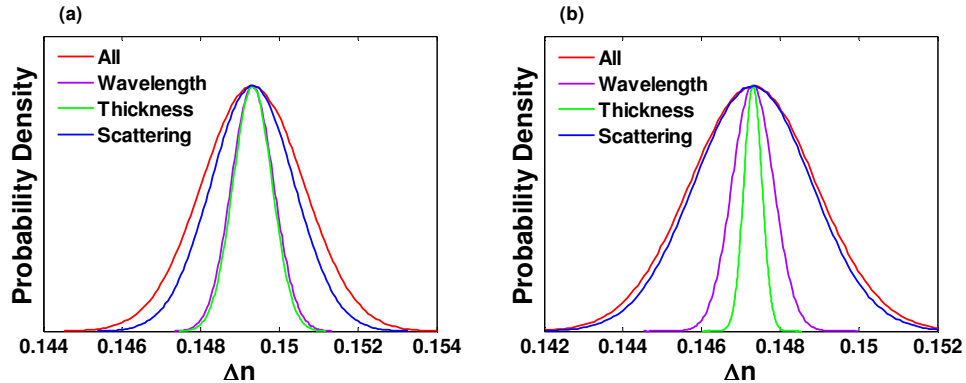 (a)
Probability Density
All
Wavelength
Thickness
Scattering
0.144 0.146 0.148 0.15 0.152 0.154
Δn
(b)
Probability Density
All
Wavelength
Thickness
Scattering
0.142 0.144 0.146 0.148 0.15 0.152
Δn